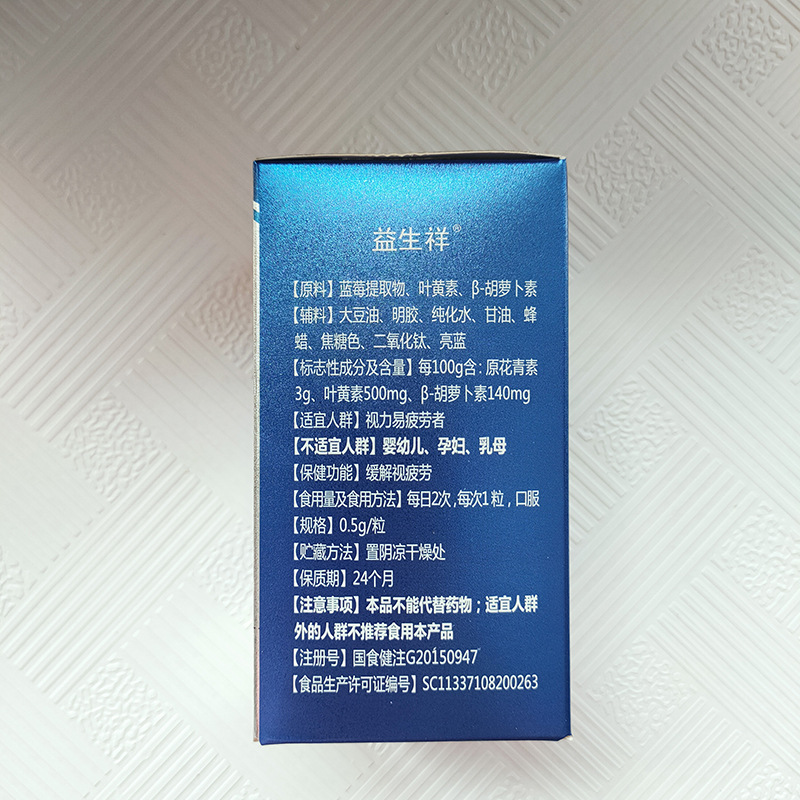 益生祥®
【原料】蓝莓提取物、叶黄素、β-胡萝卜素
【辅料】大豆油、明胶、纯化水、甘油、蜂
蜡、焦糖色、二氧化钛、亮蓝
【标志性成分及含量】每100g含：原花青素
3g、叶黄素500mg、β-胡萝卜素140mg
【适宜人群】视力易疲劳者
【不适宜人群】婴幼儿、孕妇、乳母
【保健功能】缓解视疲劳
【食用量及食用方法】每日2次，每次1粒，口服
【规格】0.5g/粒
【贮藏方法】置阴凉干燥处
【保质期】24个月
【注意事项】本品不能代替药物；适宜人群
外的人群不推荐食用本产品
【注册号】国食健注G20150947
【食品生产许可证编号】SC11337108200263